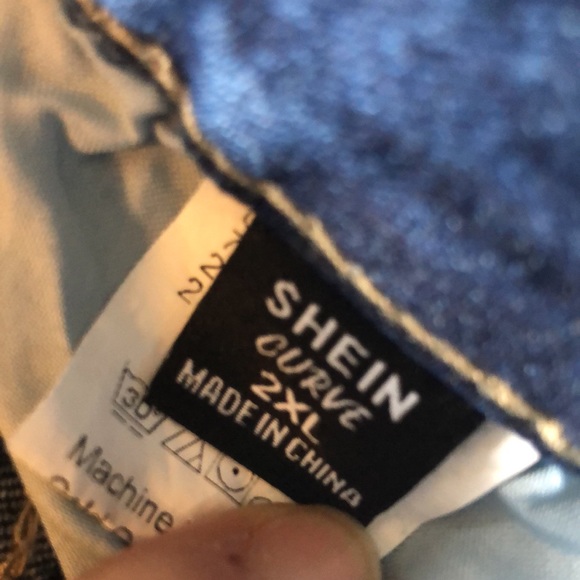 SHEIN
CURVE
2XL
MADE IN CHINA
30°
Machine